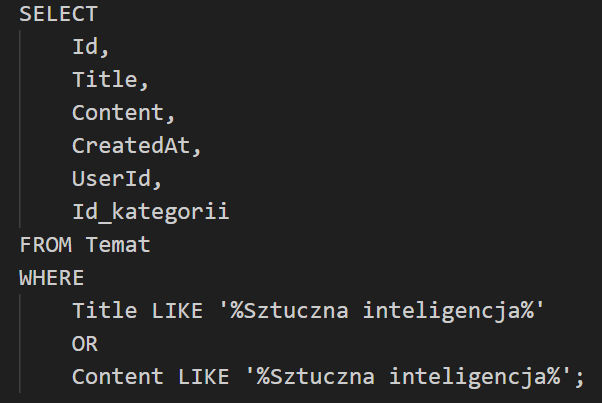 SELECT
Id,
Title,
Content,
CreatedAt,
UserId,
Id_kategorii
FROM Temat
WHERE
Title LIKE '%Sztuczna inteligencja%'
OR
Content LIKE '%Sztuczna inteligencja%';